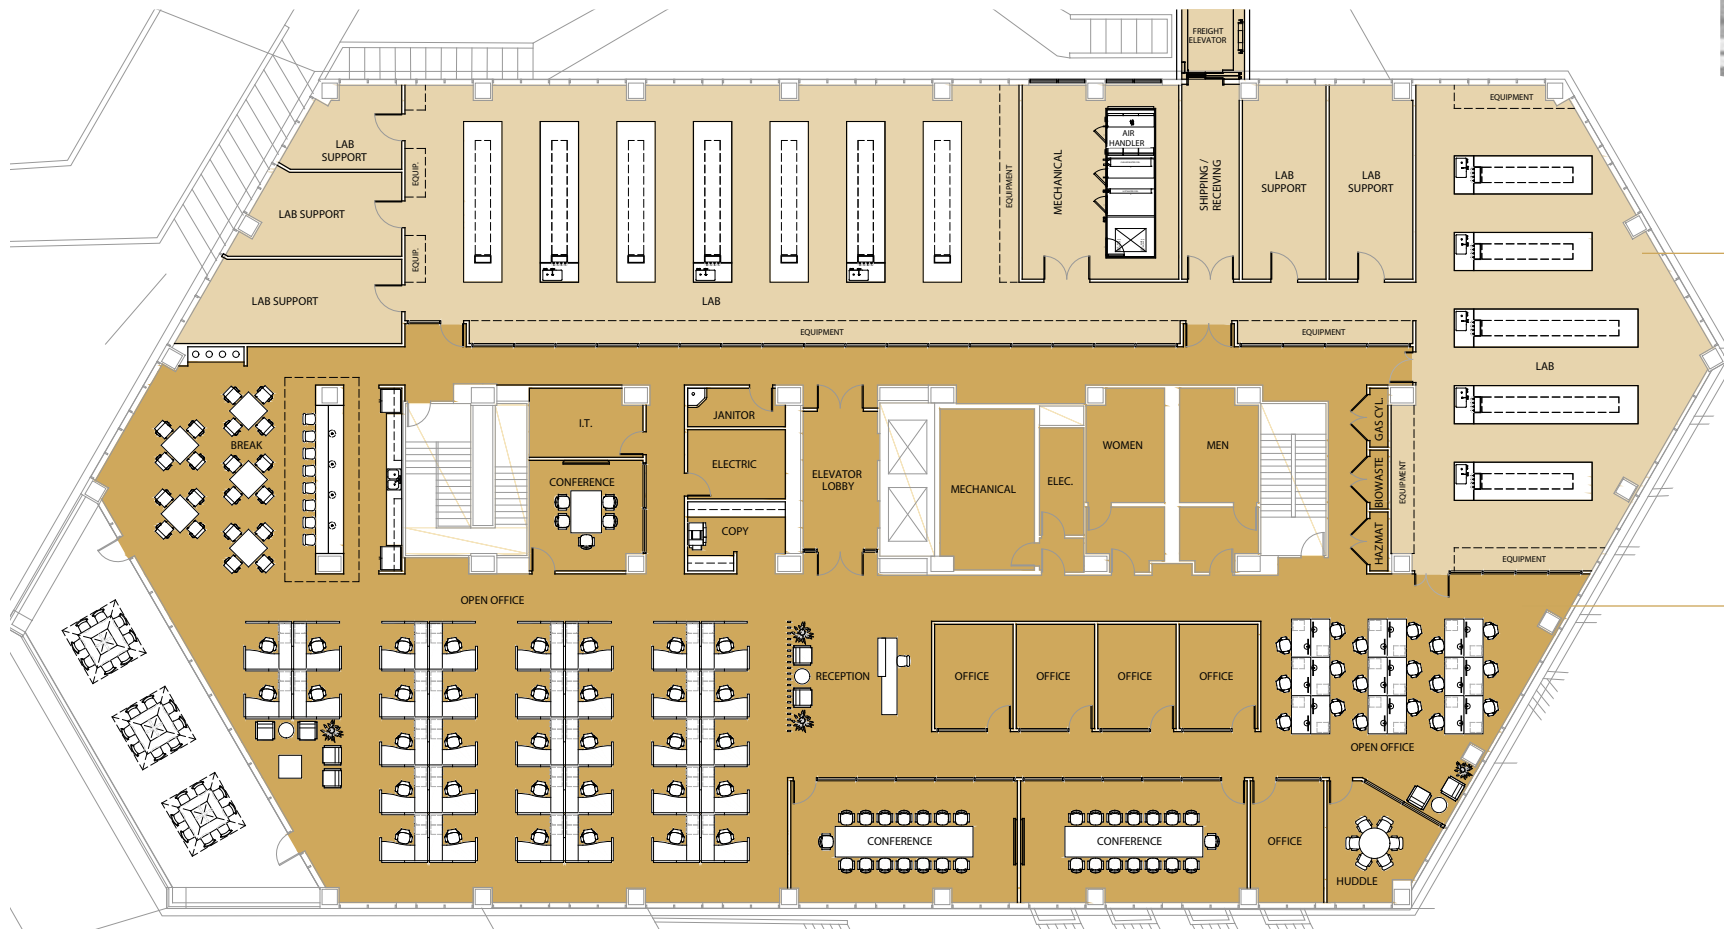 FREIGHT
ELEVATOR
EQUIPMENT
LAB
SUPPORT
EQUIP.
AIR
HANDLER
MECHANICAL
EQUIPMENT
SHIPPING /
RECEIVING
LAB
SUPPORT
LAB
SUPPORT
LAB SUPPORT
EQUIP.
LAB SUPPORT
LAB
EQUIPMENT
EQUIPMENT
LAB
I.T.
JANITOR
GAS CYL.
BREAK
WOMEN
MEN
ELECTRIC
ELEVATOR
LOBBY
CONFERENCE
MECHANICAL
ELEC.
BIOWASTE
EQUIPMENT
COPY
HAZMAT
EQUIPMENT
OPEN OFFICE
RECEPTION
OFFICE
OFFICE
OFFICE
OFFICE
OPEN OFFICE
CONFERENCE
CONFERENCE
OFFICE
HUDDLE